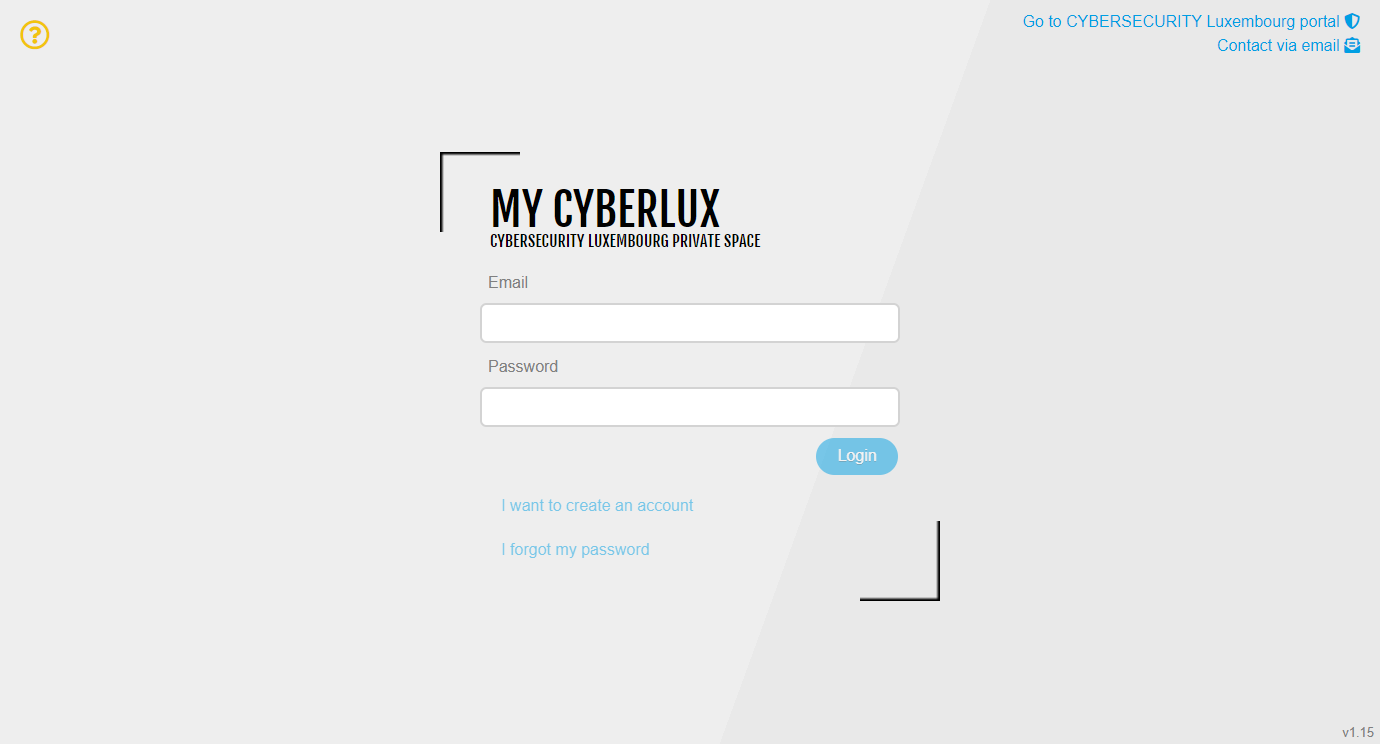 Go to CYBERSECURITY Luxembourg portal
Contact via email
MY CYBERLUX
CYBERSECURITY LUXEMBOURG PRIVATE SPACE
Email
Password
Login
I want to create an account
I forgot my password
v1.15